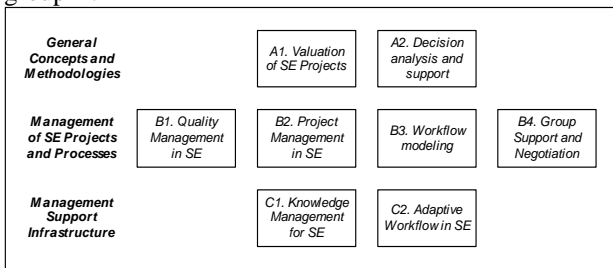 General
Concepts and
Methodologies
A1. Valuation
of SE Projects
A2. Decision
analysis and
support
Management
of SE Projects
and Processes
B1. Quality
Management
in SE
B2. Project
Management
in SE
B3. Workflow
modeling
B4. Group
Support and
Negotiation
Management
Support
Infrastructure
C1. Knowledge
Management
for SE
C2. Adaptive
Workflow in SE